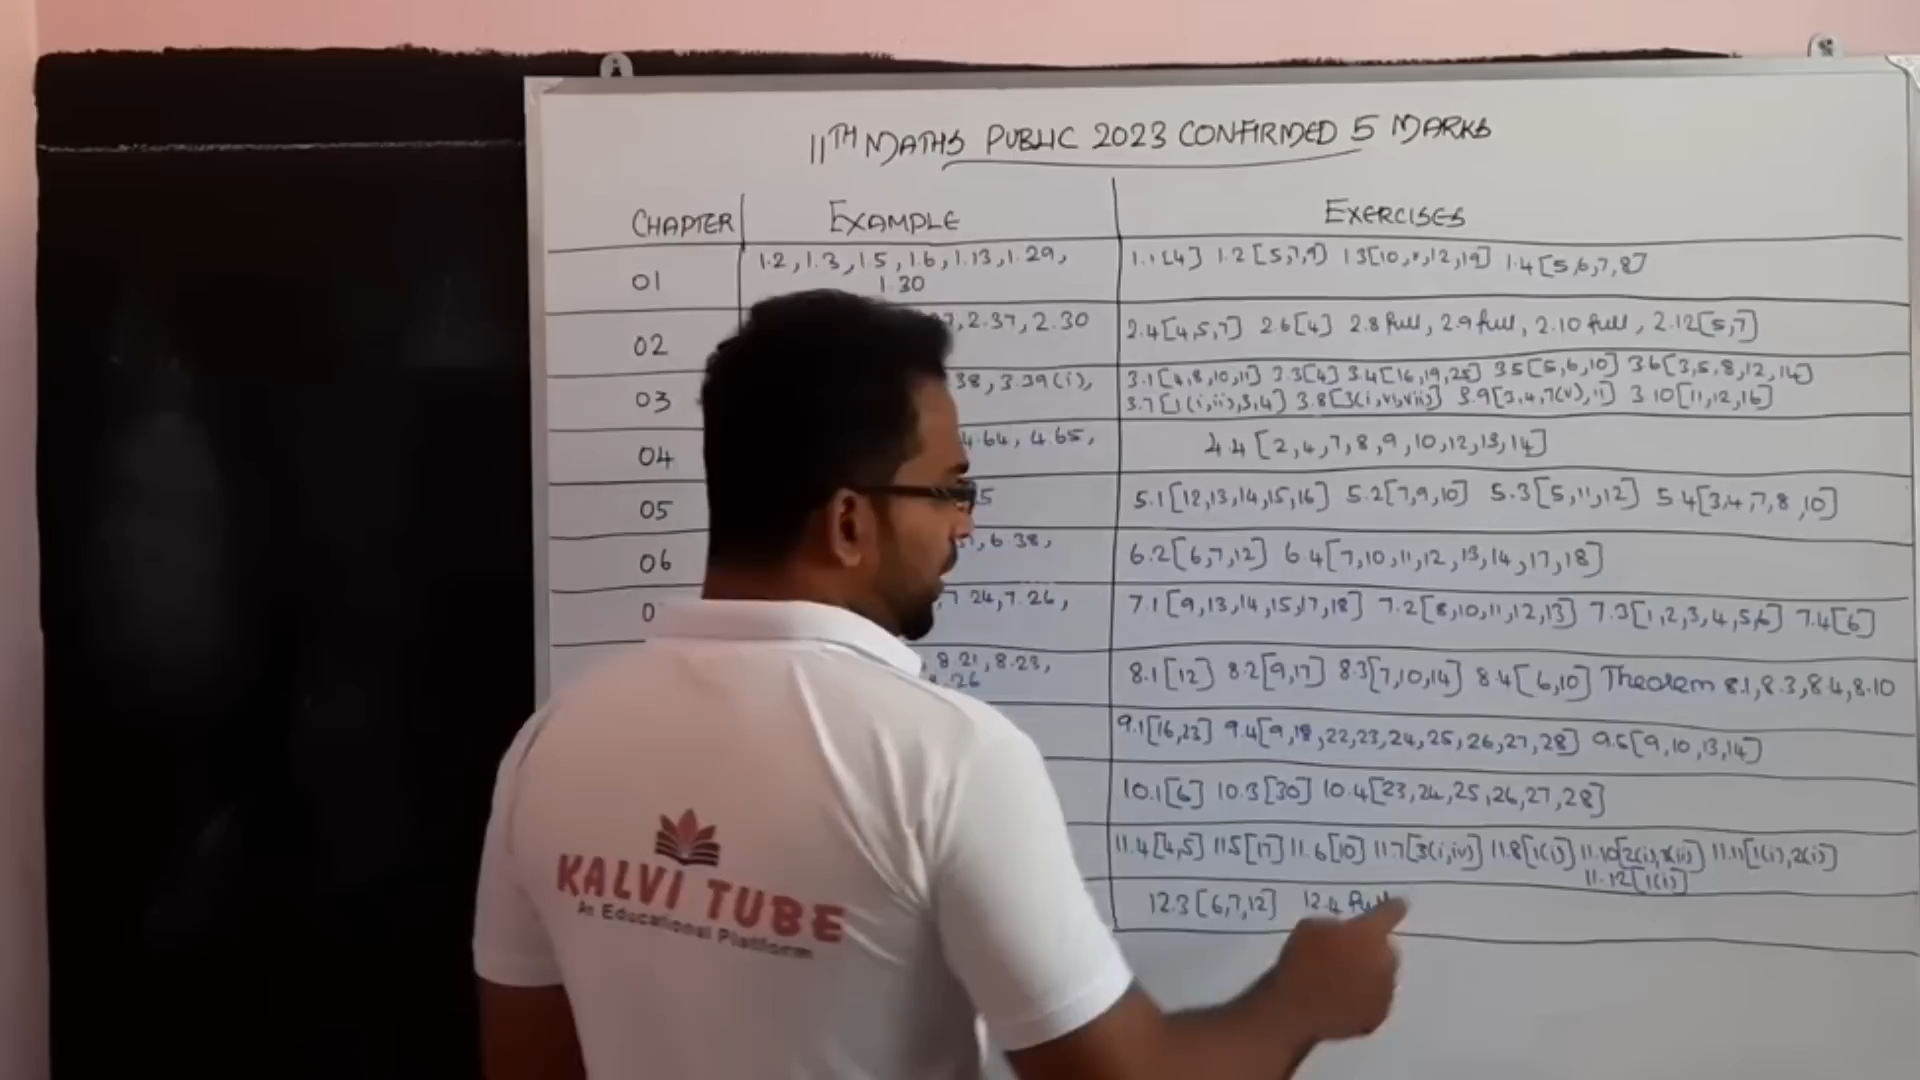 11TH MATHS PUBLIC 2023 CONFIRMED 5 MARKS
CHAPTER EXAMPLE EXERCISES
01 1.2, 1.3, 1.5, 1.6, 1.13, 1.29, 1.1[4] 1.2[5,7,9] 1.4[5,6,7,8]
1.30
02 2.37, 2.30 2.4[4,5,7] 2.6[4] 2.8 full, 2.9 full, 2.10 full, 2.12[5,7]
38, 3.39(i), 3.1[4,8,10,11] 3.3[4] 3.4[16,19,25] 3.5[5,6,10] 3.6[3,5,8,12,14]
03 3.7[1(i,ii),3,4] 3.9[3,4,7(v),11] 3.10[11,12,16]
04 4.64, 4.65, 4.4[2,4,7,8,9,10,12,13,14]
05 5 5.1[12,13,14,15,16] 5.2[7,9,10] 5.3[5,11,12] 5.4[3,4,7,8,10]
06 6.38, 6.2[6,7,12] 6.4[7,10,11,12,13,14,17,18]
0 7.24, 7.26, 7.1[9,13,14,15,17,18] 7.2[8,10,11,12,13] 7.3[1,2,3,4,5,6] 7.4[6]
, 8.21, 8.23, 8.1[12] 8.2[9,17] 8.3[7,10,14] 8.4[6,10] Theorem 8.1, 8.3, 8.4, 8.10
8.26
9.1[16,23] 9.4[9,18,22,23,24,25,26,27,28] [9,10,13,14]
10.1[6] 10.3[30] 10.4[23,24,25,26,27,28]
11.4[4,5] 11.5[17] 11.6[10] 11.7[3(i,iv)] 11.8[1(i)] 11.11[1(i),2(i)]
11.12[1(i)]
12.3[6,7,12] 12.4 full
KALVI TUBE
An Educational Platform